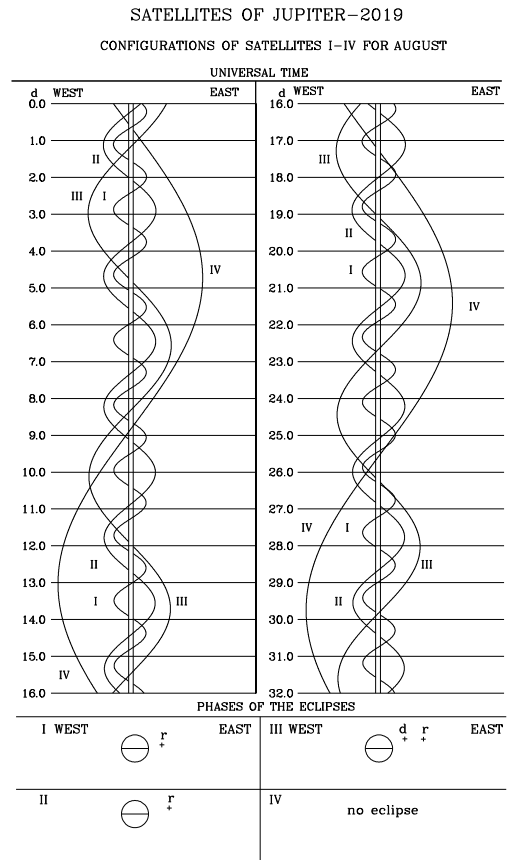 SATELLITES OF JUPITER-2019
CONFIGURATIONS OF SATELLITES I-IV FOR AUGUST
UNIVERSAL TIME
d WEST EAST
0.0
1.0
II
2.0
III I
3.0
4.0
IV
5.0
6.0
7.0
8.0
9.0
10.0
11.0
12.0
II
13.0
I III
14.0
15.0
IV
16.0
d WEST EAST
16.0
17.0
III
18.0
19.0
II
20.0
I
21.0
IV
22.0
23.0
24.0
25.0
26.0
27.0
IV I
28.0
III
29.0
II
30.0
31.0
32.0
PHASES OF THE ECLIPSES
I WEST r EAST
+
III WEST d r EAST
+ +
II r
+
IV
no eclipse